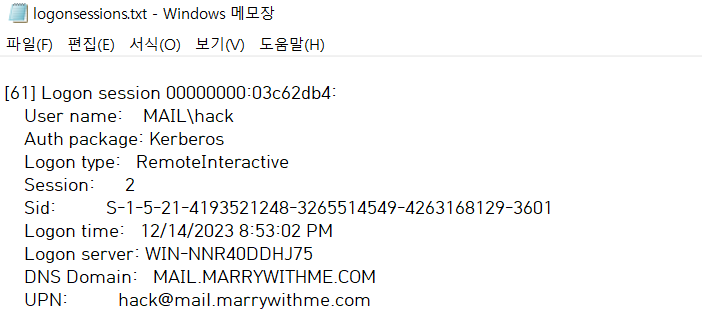 logonsessions.txt - Windows 메모장
파일(F) 편집(E) 서식(O) 보기(V) 도움말(H)
[61] Logon session 00000000:03c62db4:
User name: MAIL\hack
Auth package: Kerberos
Logon type: RemoteInteractive
Session: 2
Sid: S-1-5-21-4193521248-3265514549-4263168129-3601
Logon time: 12/14/2023 8:53:02 PM
Logon server: WIN-NNR40DDHJ75
DNS Domain: MAIL.MARRYWITHME.COM
UPN: hack@mail.marrywithme.com